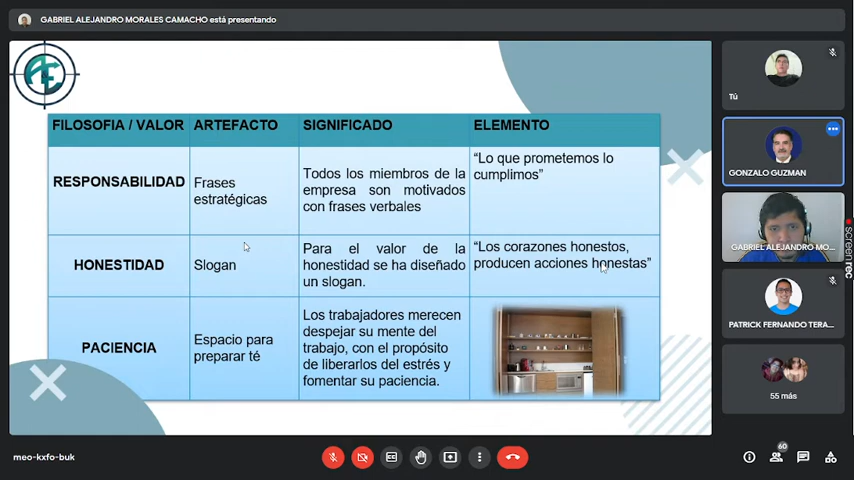 GABRIEL ALEJANDRO MORALES CAMACHO está presentando
FILOSOFIA / VALOR ARTEFACTO SIGNIFICADO ELEMENTO
RESPONSABILIDAD
Frases
estratégicas
Todos los miembros de la
empresa son motivados
con frases verbales
“Lo que prometemos lo
cumplimos”
HONESTIDAD
Slogan
Para el valor de la
honestidad se ha diseñado
un slogan.
“Los corazones honestos,
producen acciones honestas”
PACIENCIA
Espacio para
preparar té
Los trabajadores merecen
despejar su mente del
trabajo, con el propósito
de liberarlos del estrés y
fomentar su paciencia.
Tú
GONZALO GUZMAN
GABRIEL ALEJANDRO MO...
PATRICK FERNANDO TERA...
55 más
screenrec
meo-kxfo-buk
60